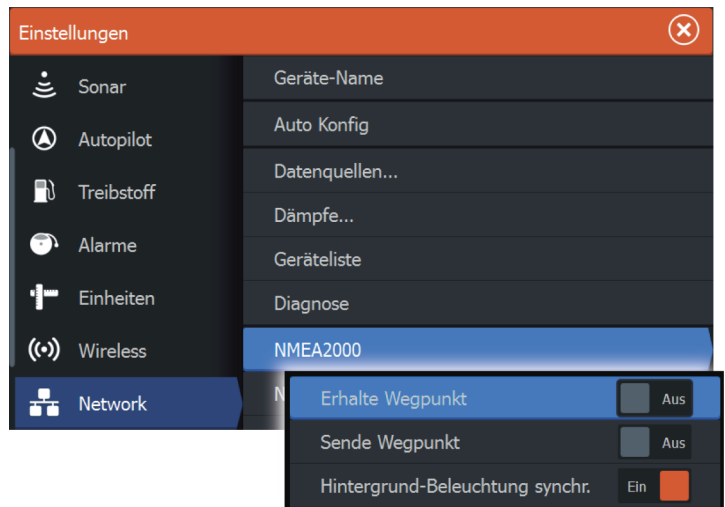 Einstellungen
Sonar
Autopilot
Treibstoff
Alarme
Einheiten
Wireless
Network
Geräte-Name
Auto Konfig
Datenquellen...
Dämpfe...
Geräteliste
Diagnose
NMEA2000
Erhalte Wegpunkt Aus
Sende Wegpunkt Aus
Hintergrund-Beleuchtung synchr. Ein